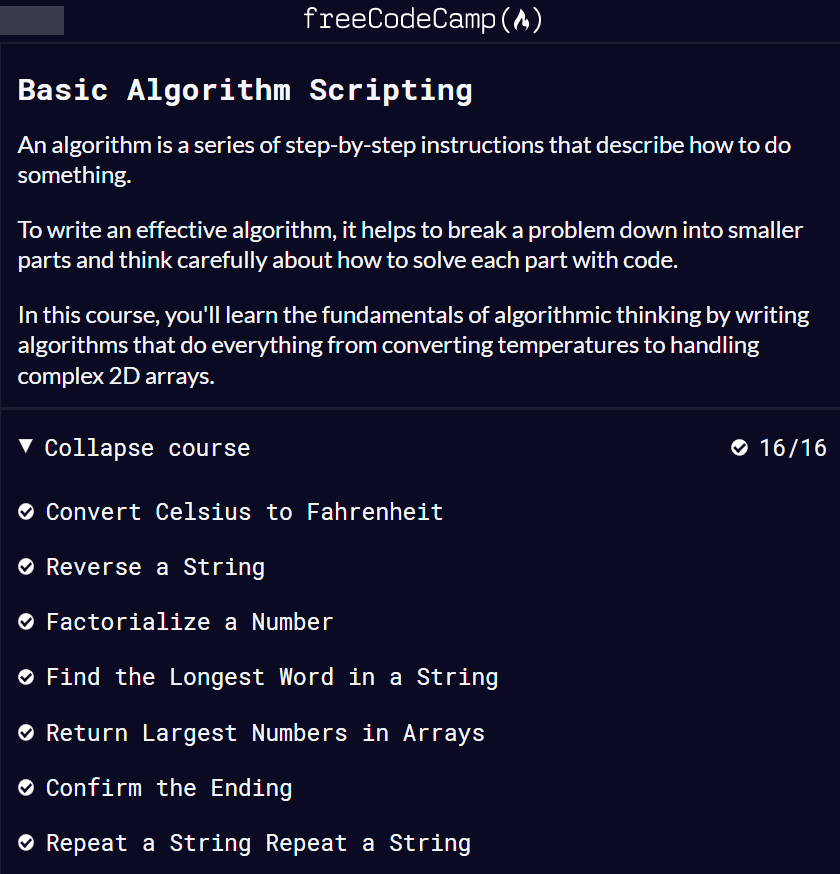 freeCodeCamp(🔥)
Basic Algorithm Scripting
An algorithm is a series of step-by-step instructions that describe how to do
something.
To write an effective algorithm, it helps to break a problem down into smaller
parts and think carefully about how to solve each part with code.
In this course, you'll learn the fundamentals of algorithmic thinking by writing
algorithms that do everything from converting temperatures to handling
complex 2D arrays.
Collapse course 16/16
Convert Celsius to Fahrenheit
Reverse a String
Factorialize a Number
Find the Longest Word in a String
Return Largest Numbers in Arrays
Confirm the Ending
Repeat a String Repeat a String